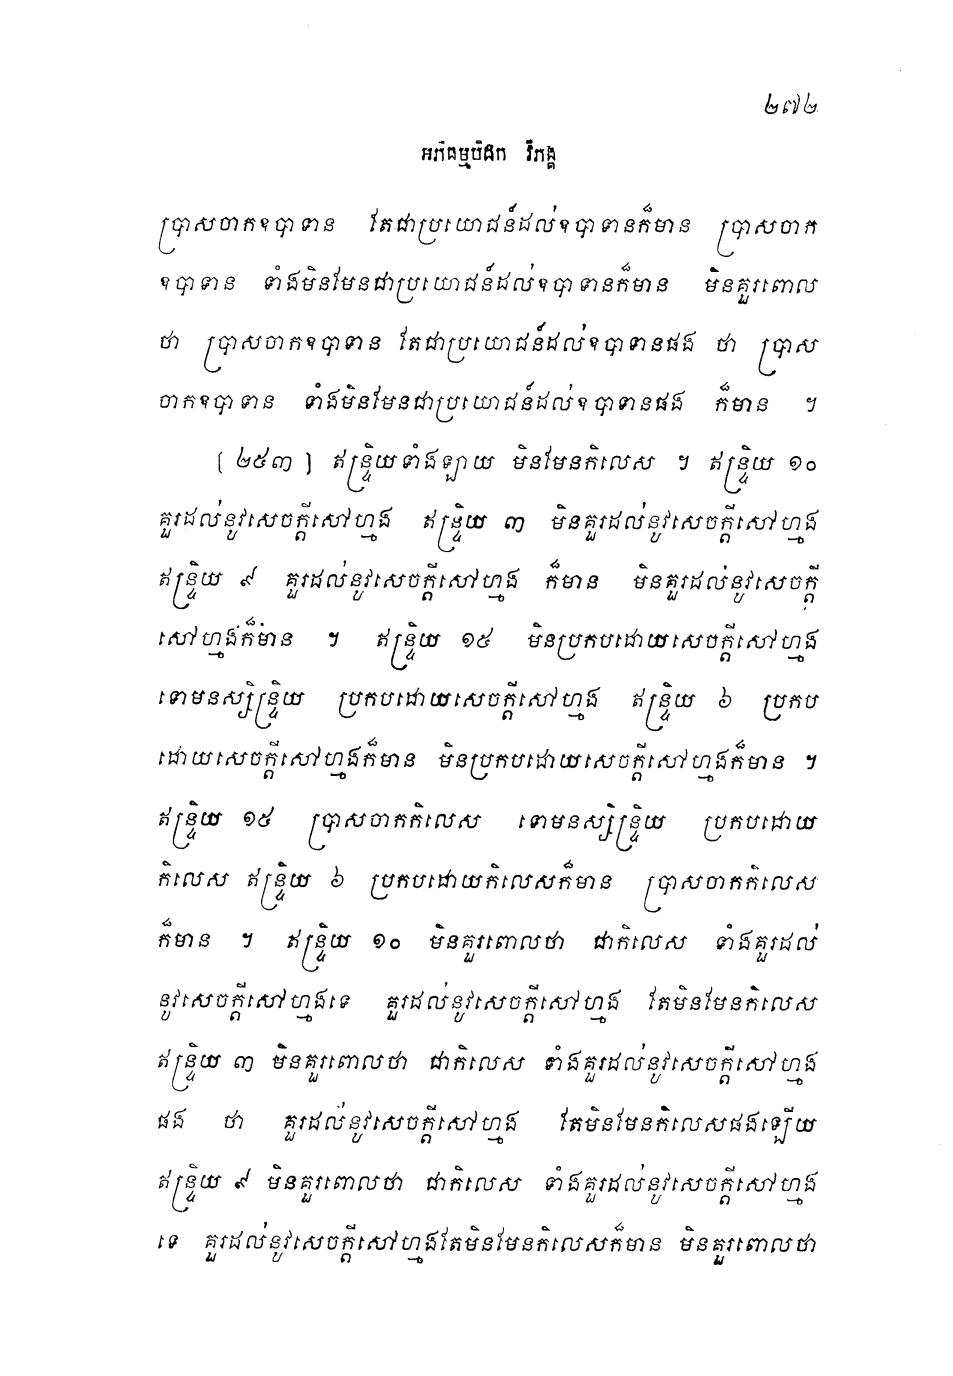 ២៧២
អភិធម្មបិដក វិភង្គ
ប្រាសចាកឧបាទាន តែជាប្រយោជន៍ដល់ឧបាទានក៏មាន ប្រាសចាក
ឧបាទាន ទាំងមិនមែនជាប្រយោជន៍ដល់ឧបាទានក៏មាន មិនគួរពោល
ថា ប្រាសចាកឧបាទាន តែជាប្រយោជន៍ដល់ឧបាទានផង ថា ប្រាស
ចាកឧបាទាន ទាំងមិនមែនជាប្រយោជន៍ដល់ឧបាទានផង ក៏មាន ។
[ ២៥៣ ] ឥន្ទ្រិយទាំងឡាយ មិនមែនកិលេស ។ ឥន្ទ្រិយ ១០
គួរដល់នូវសេចក្តីសៅហ្មង ឥន្ទ្រិយ ៣ មិនគួរដល់នូវសេចក្តីសៅហ្មង
ឥន្ទ្រិយ ៩ គួរដល់នូវសេចក្តីសៅហ្មង ក៏មាន មិនគួរដល់នូវសេចក្តី
សៅហ្មងក៏មាន ។ ឥន្ទ្រិយ ១៥ មិនប្រកបដោយសេចក្តីសៅហ្មង
ទោមនស្សិន្ទ្រិយ ប្រកបដោយសេចក្តីសៅហ្មង ឥន្ទ្រិយ ៦ ប្រកប
ដោយសេចក្តីសៅហ្មងក៏មាន មិនប្រកបដោយសេចក្តីសៅហ្មងក៏មាន ។
ឥន្ទ្រិយ ១៥ ប្រាសចាកកិលេស ទោមនស្សិន្ទ្រិយ ប្រកបដោយ
កិលេស ឥន្ទ្រិយ ៦ ប្រកបដោយកិលេសក៏មាន ប្រាសចាកកិលេស
ក៏មាន ។ ឥន្ទ្រិយ ១០ មិនគួរពោលថា ជាកិលេស ទាំងគួរដល់
នូវសេចក្តីសៅហ្មងទេ គួរដល់នូវសេចក្តីសៅហ្មង តែមិនមែនកិលេស
ឥន្ទ្រិយ ៣ មិនគួរពោលថា ជាកិលេស ទាំងគួរដល់នូវសេចក្តីសៅហ្មង
ផង ថា គួរដល់នូវសេចក្តីសៅហ្មង តែមិនមែនកិលេសផងឡើយ
ឥន្ទ្រិយ ៩ មិនគួរពោលថា ជាកិលេស ទាំងគួរដល់នូវសេចក្តីសៅហ្មង
ទេ គួរដល់នូវសេចក្តីសៅហ្មងតែមិនមែនកិលេសក៏មាន មិនគួរពោលថា